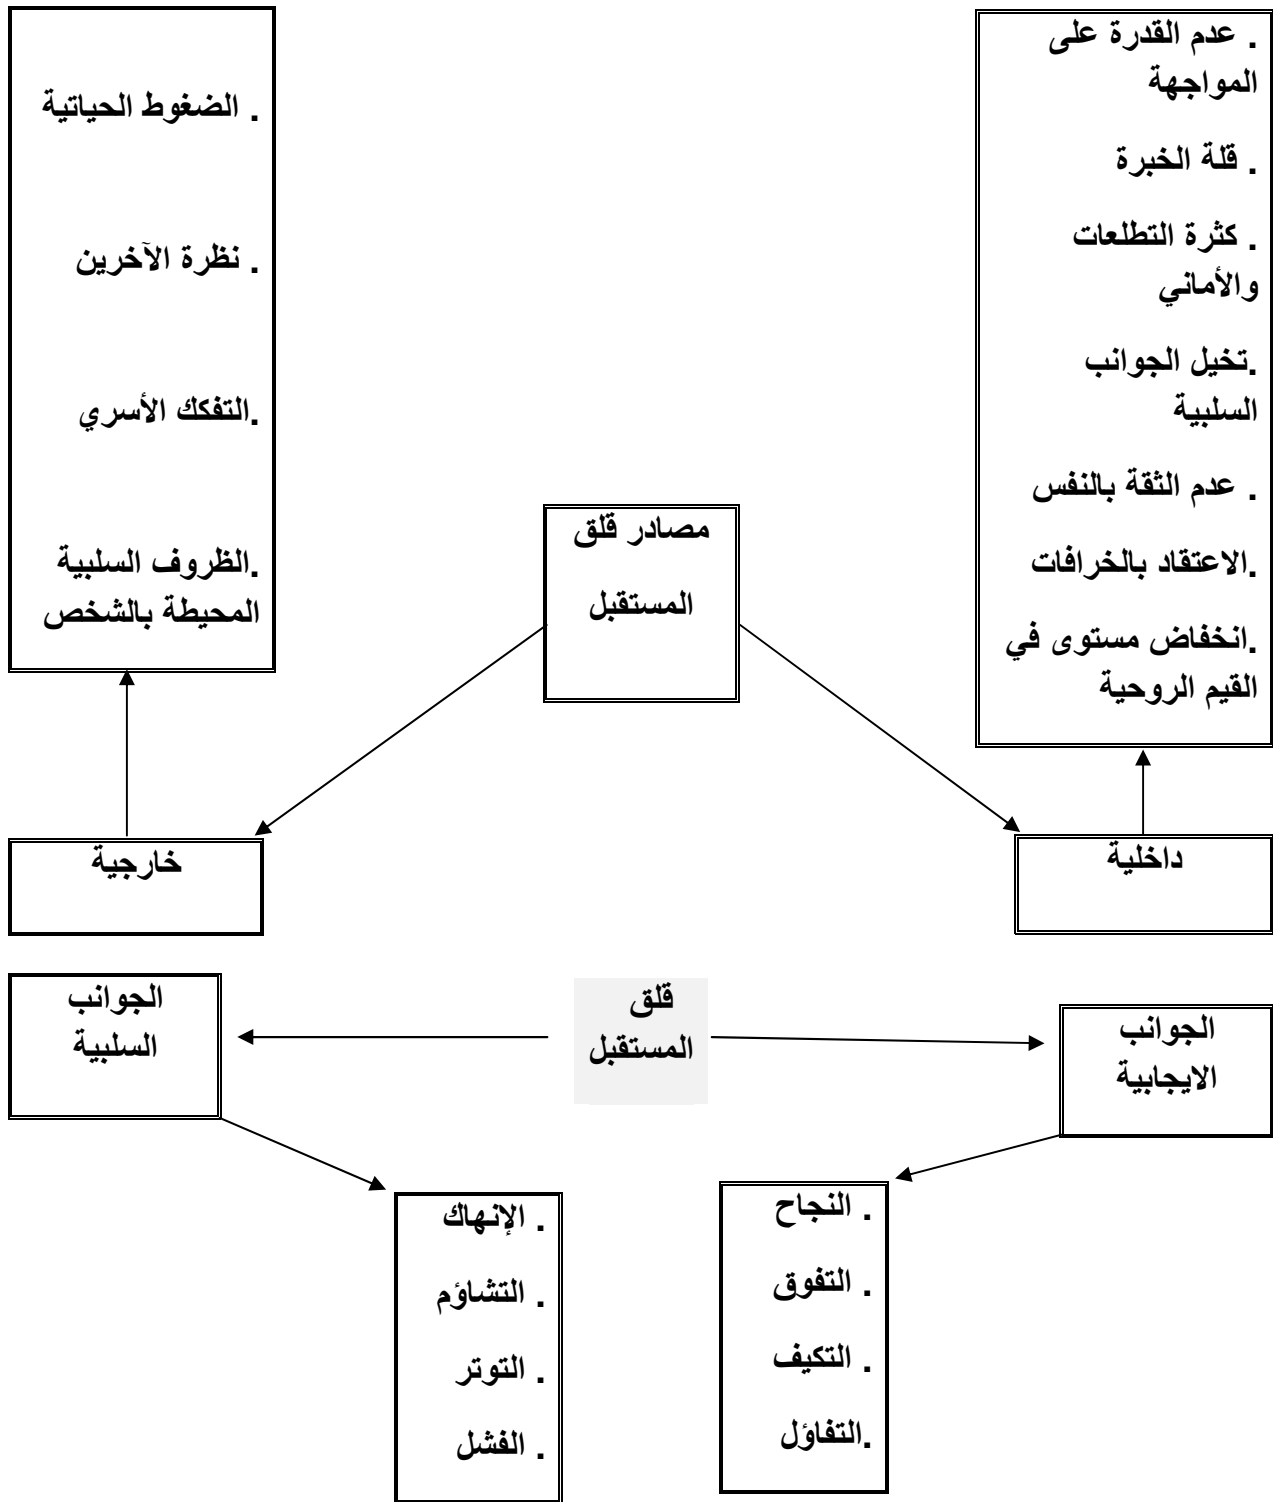 . عدم القدرة على
المواجهة
. قلة الخبرة
. كثرة التطلعات
والأماني
.تخيل الجوانب
السلبية
. عدم الثقة بالنفس
.الاعتقاد بالخرافات
.انخفاض مستوى في
القيم الروحية
. الضغوط الحياتية
. نظرة الآخرين
.التفكك الأسري
.الظروف السلبية
المحيطة بالشخص
مصادر قلق
المستقبل
داخلية
خارجية
الجوانب
الايجابية
قلق
المستقبل
الجوانب
السلبية
. النجاح
. التفوق
. التكيف
.التفاؤل
. الإنهاك
. التشاؤم
. التوتر
. الفشل